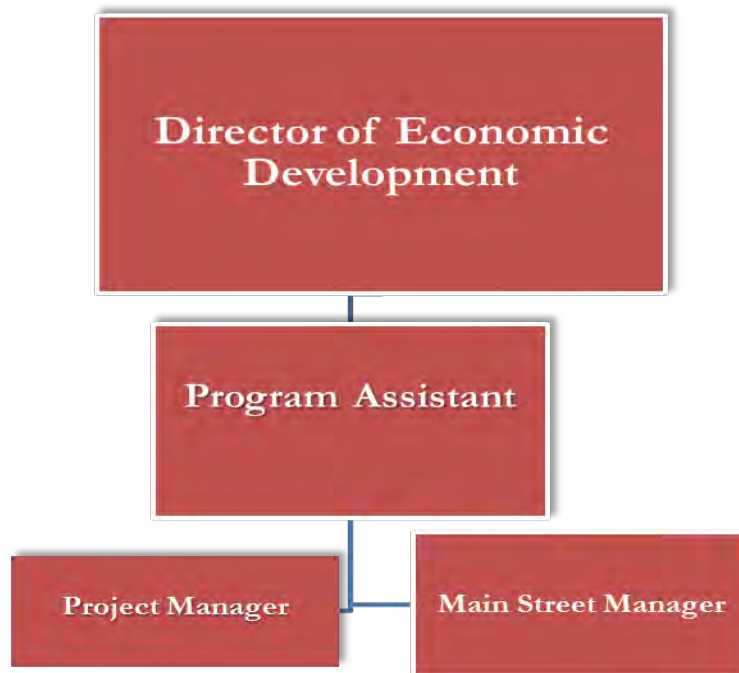 Director of Economic
Development
Program Assistant
Project Manager
Main Street Manager